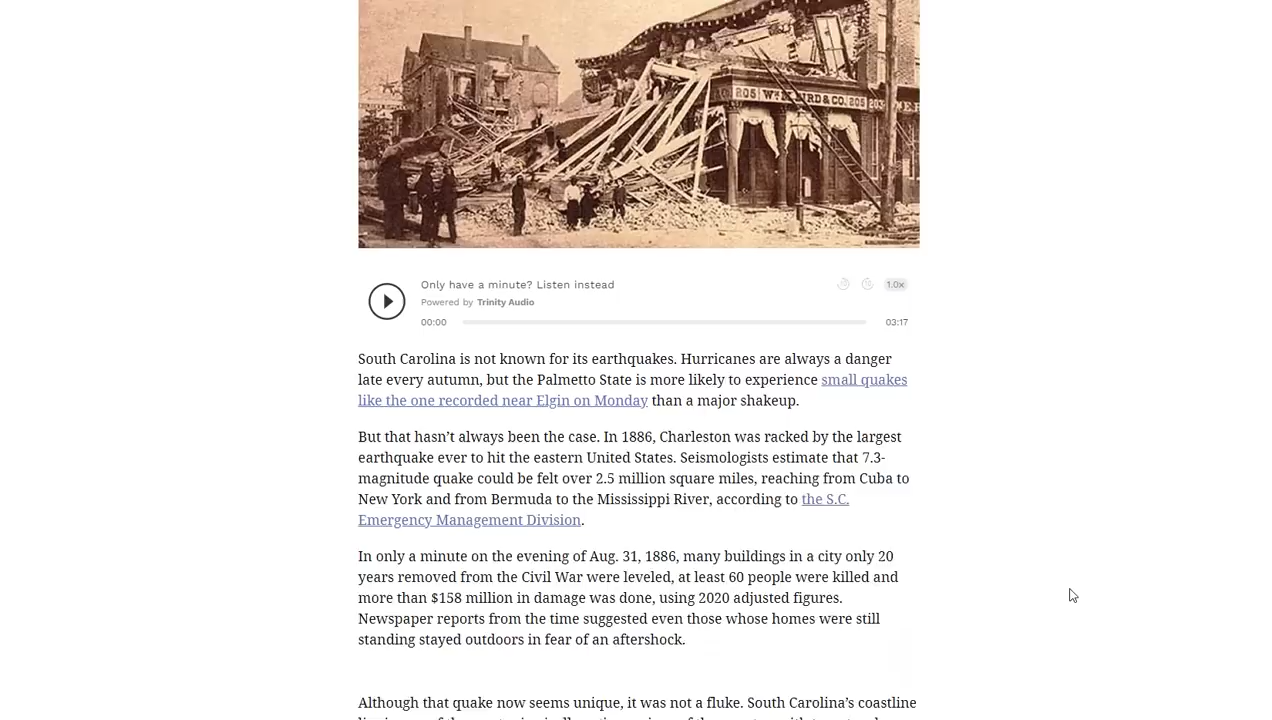 205 Wm
RD & CO. 205 203
Only have a minute? Listen instead
1.0x
Powered by Trinity Audio
00:00 03:17
South Carolina is not known for its earthquakes. Hurricanes are always a danger
late every autumn, but the Palmetto State is more likely to experience small quakes
like the one recorded near Elgin on Monday than a major shakeup.
But that hasn’t always been the case. In 1886, Charleston was racked by the largest
earthquake ever to hit the eastern United States. Seismologists estimate that 7.3-
magnitude quake could be felt over 2.5 million square miles, reaching from Cuba to
New York and from Bermuda to the Mississippi River, according to the S.C.
Emergency Management Division.
In only a minute on the evening of Aug. 31, 1886, many buildings in a city only 20
years removed from the Civil War were leveled, at least 60 people were killed and
more than $158 million in damage was done, using 2020 adjusted figures.
Newspaper reports from the time suggested even those whose homes were still
standing stayed outdoors in fear of an aftershock.
Although that quake now seems unique, it was not a fluke. South Carolina’s coastline